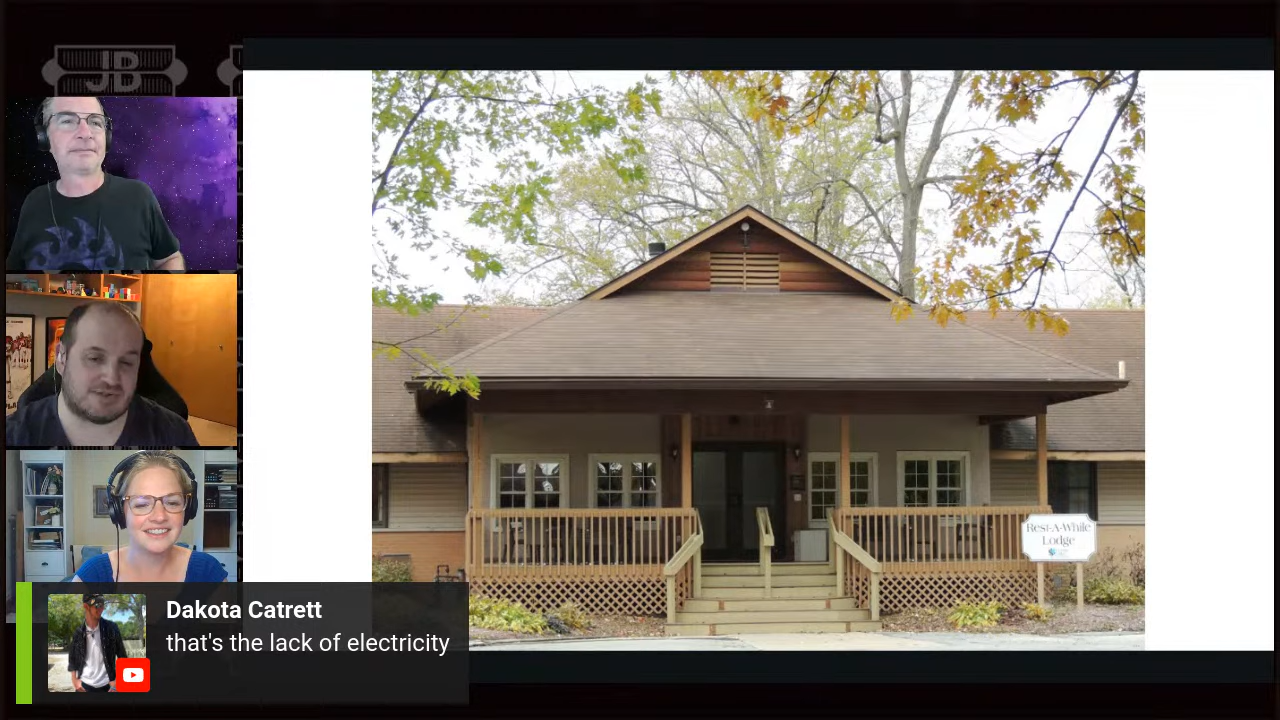 JB
Rest-A-While
Lodge
Dakota Catrett
that's the lack of electricity